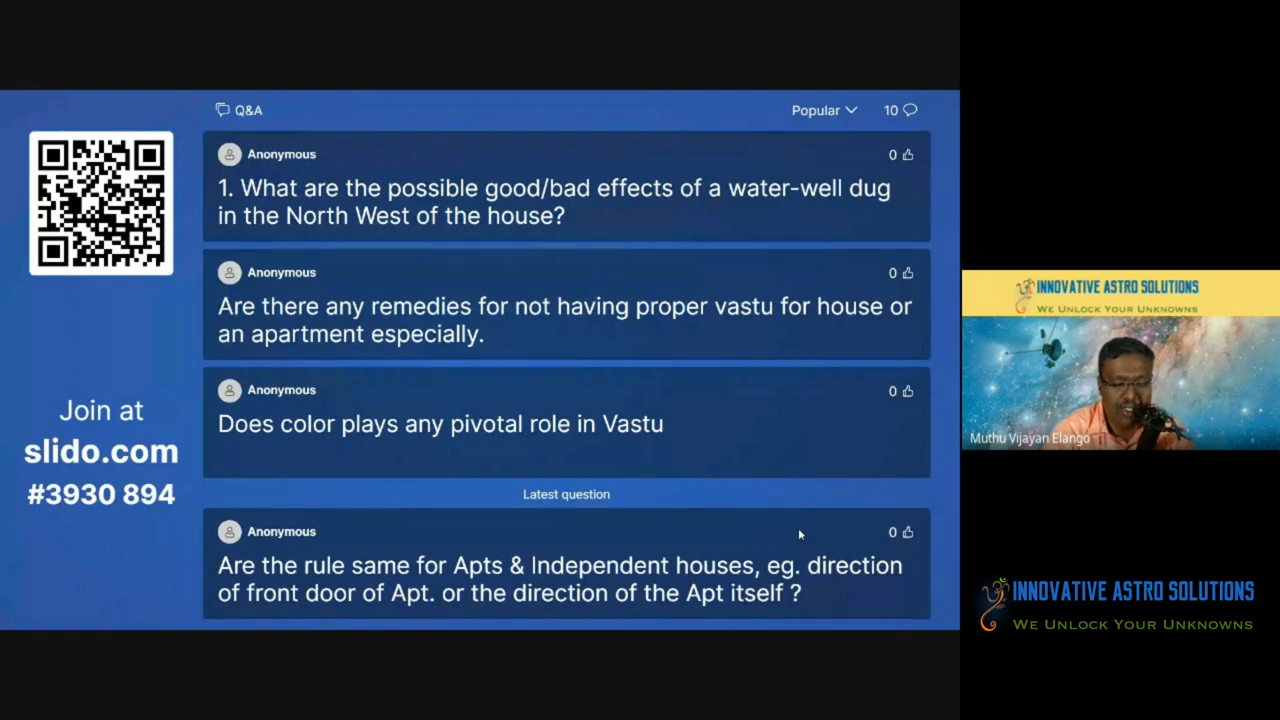 Q&A
Popular
10
Anonymous
0
1. What are the possible good/bad effects of a water-well dug
in the North West of the house?
Anonymous
0
Are there any remedies for not having proper vastu for house or
an apartment especially.
Anonymous
0
Does color plays any pivotal role in Vastu
Latest question
Anonymous
0
Are the rule same for Apts & Independent houses, eg. direction
of front door of Apt. or the direction of the Apt itself ?
Join at
slido.com
#3930 894
INNOVATIVE ASTRO SOLUTIONS
WE UNLOCK YOUR UNKNOWNS
Muthu Vijayan Elango
INNOVATIVE ASTRO SOLUTIONS
WE UNLOCK YOUR UNKNOWNS